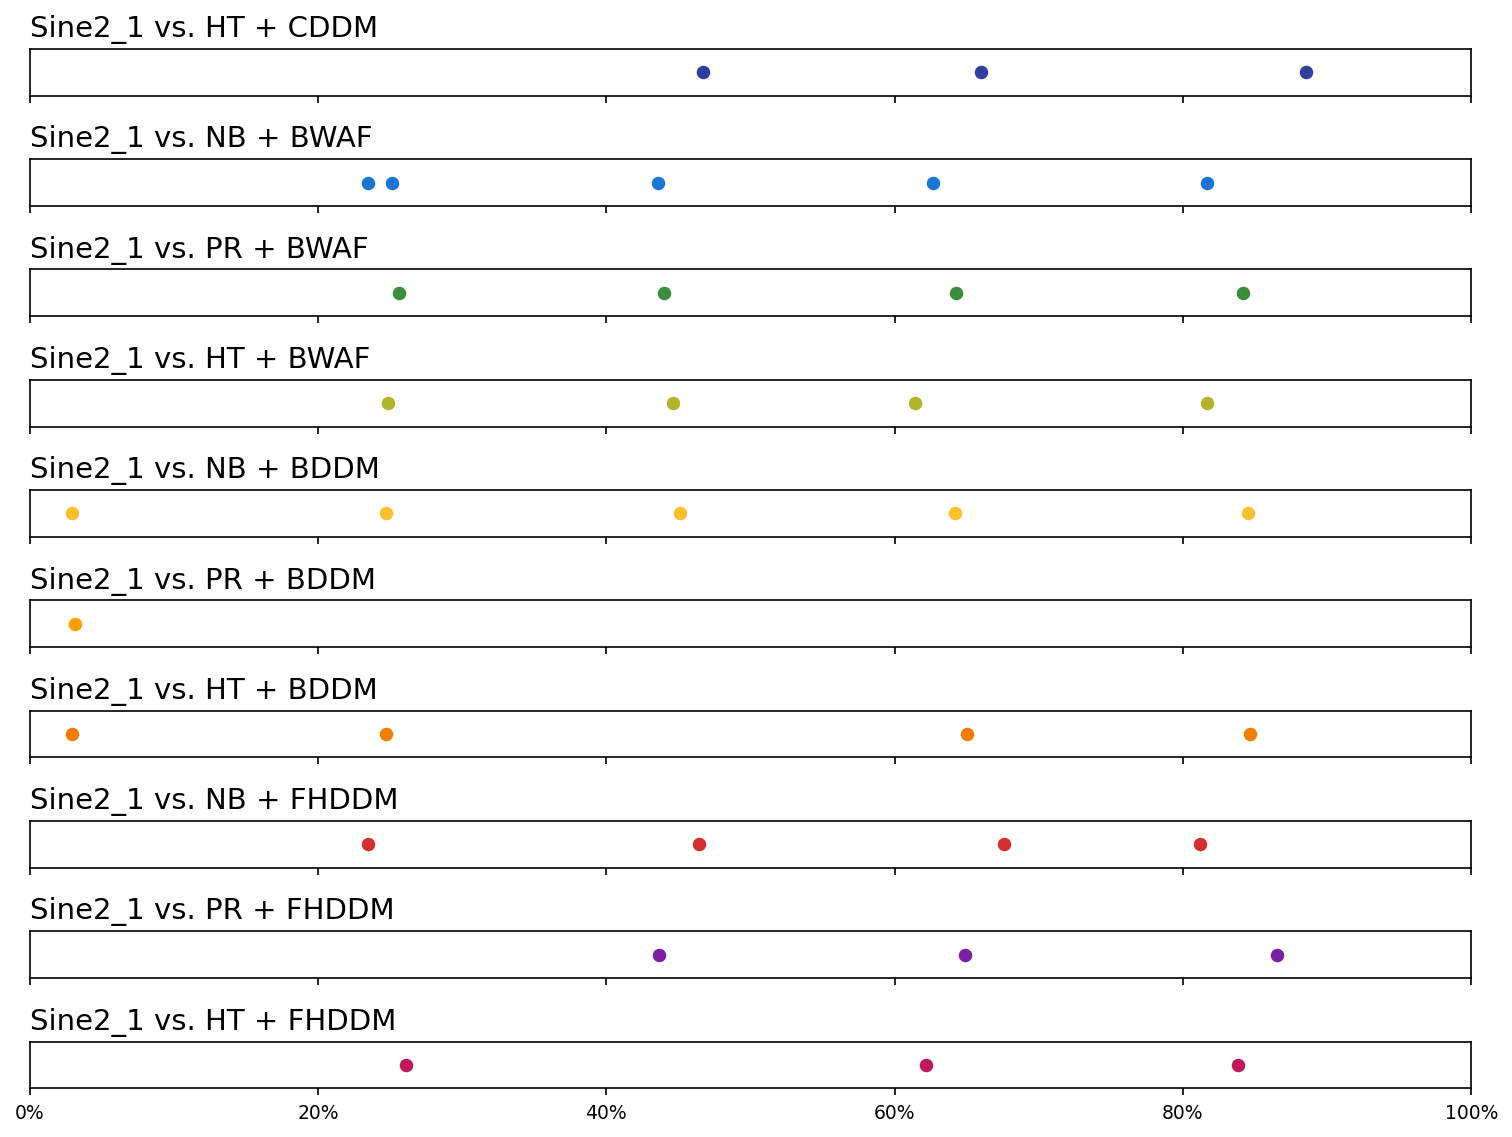 Sine2_1 vs. HT + CDDM
Sine2_1 vs. NB + BWAF
Sine2_1 vs. PR + BWAF
Sine2_1 vs. HT + BWAF
Sine2_1 vs. NB + BDDM
Sine2_1 vs. PR + BDDM
Sine2_1 vs. HT + BDDM
Sine2_1 vs. NB + FHDDM
Sine2_1 vs. PR + FHDDM
Sine2_1 vs. HT + FHDDM
0% 20% 40% 60% 80% 100%